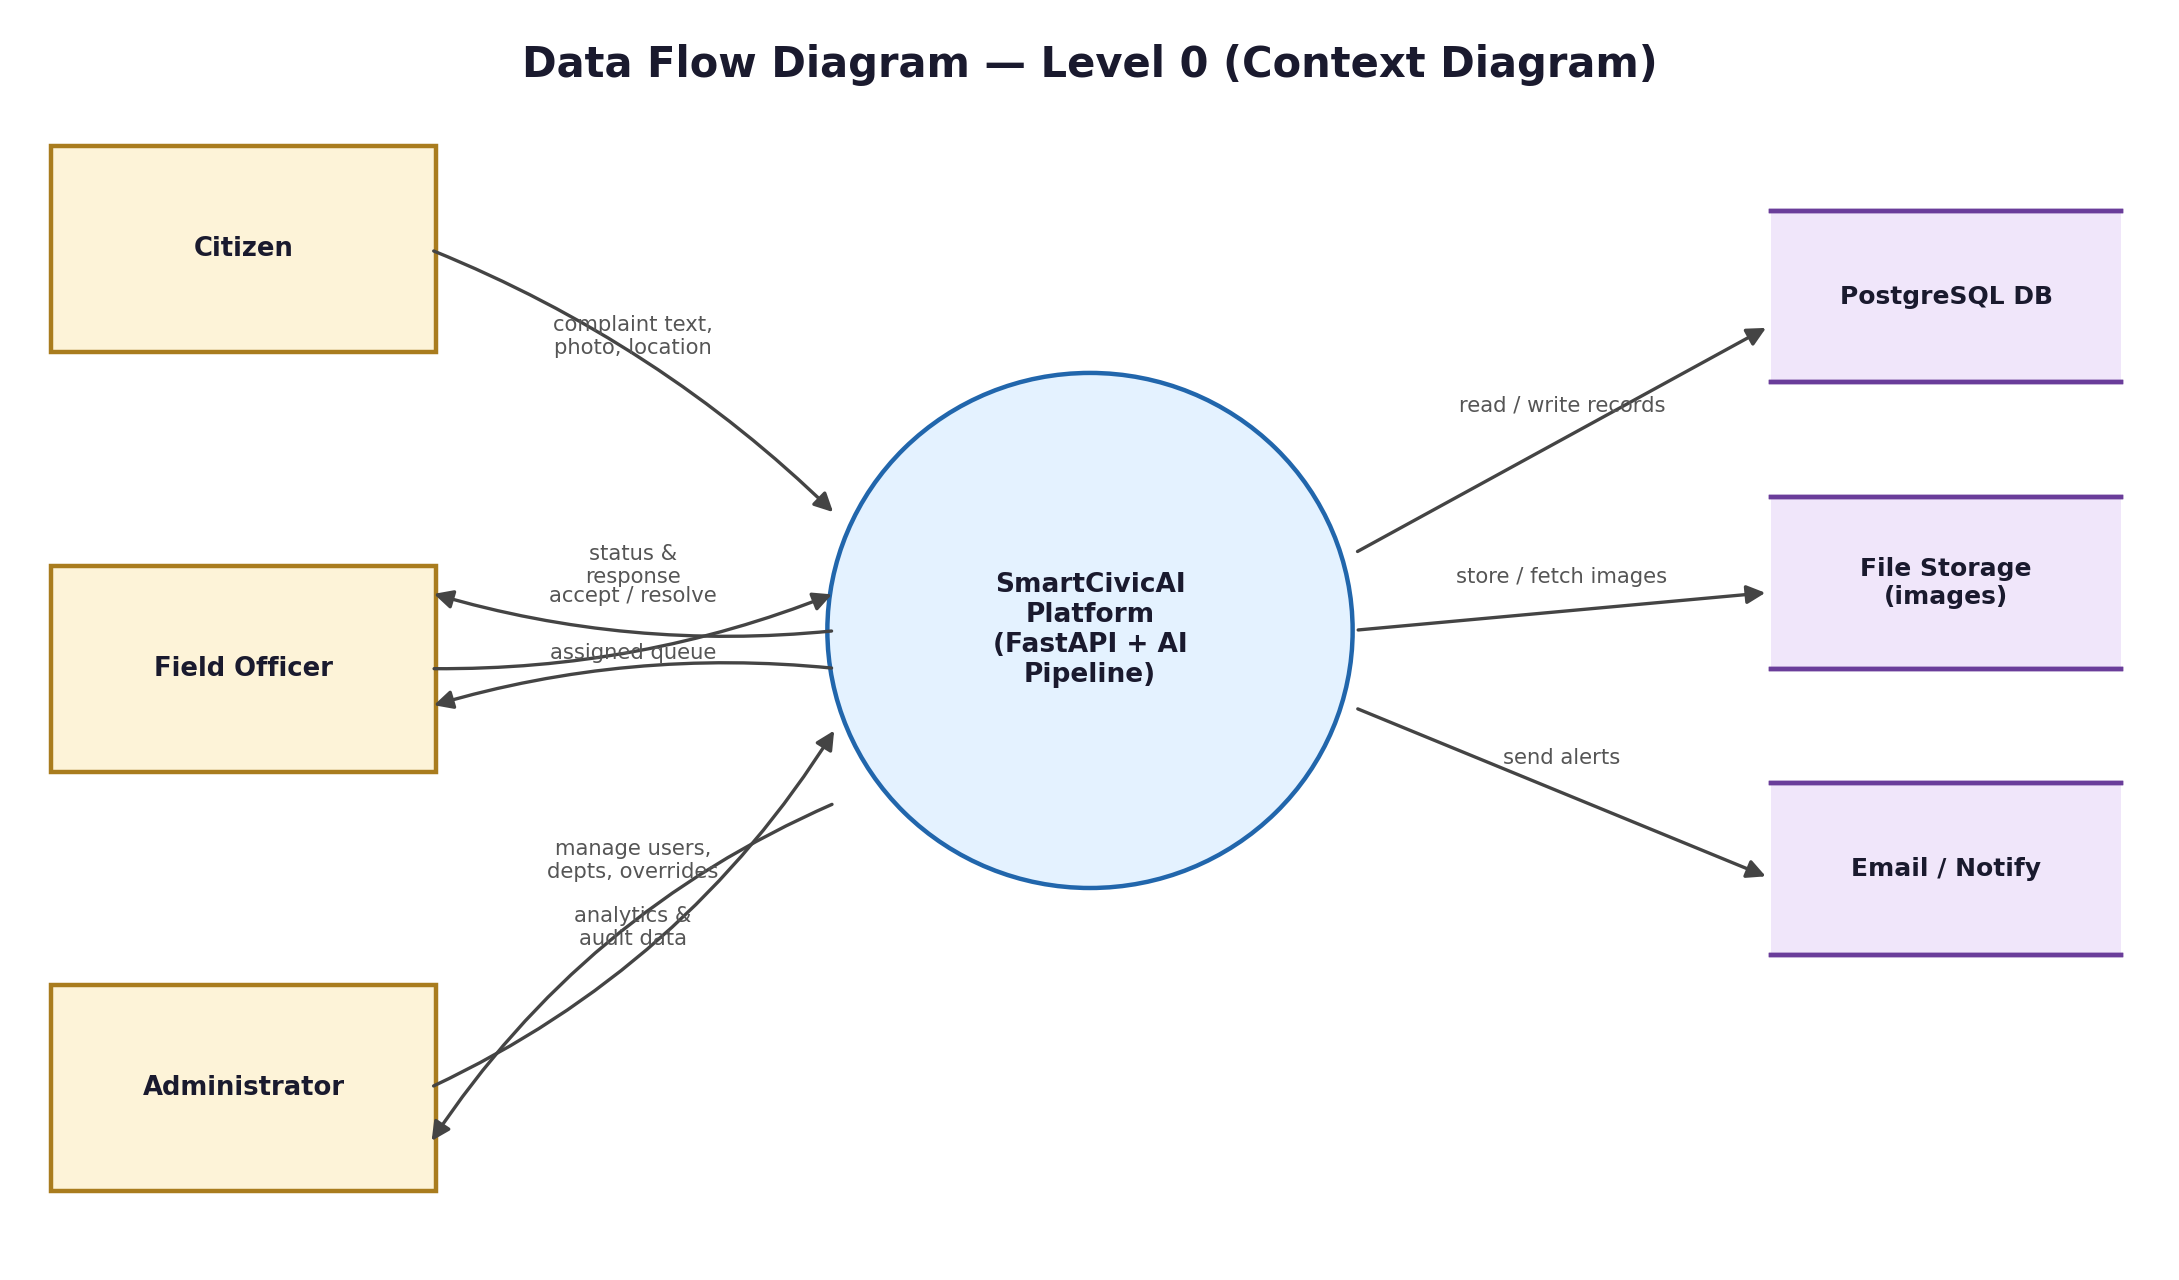 Data Flow Diagram — Level 0 (Context Diagram)
Citizen
complaint text,
photo, location
PostgreSQL DB
read / write records
status &
response
accept / resolve
assigned queue
Field Officer
SmartCivicAI
Platform
(FastAPI + AI
Pipeline)
store / fetch images
File Storage
(images)
send alerts
Email / Notify
manage users,
depts, overrides
analytics &
audit data
Administrator